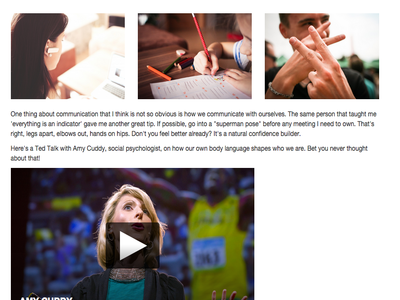 One thing about communication that I think is not so obvious is how we communicate with ourselves. The same person that taught me
'everything is an indicator' gave me another great tip. If possible, go into a "superman pose" before any meeting I need to own. That's
right, legs apart, elbows out, hands on hips. Don't you feel better already? It's a natural confidence builder.
Here's a Ted Talk with Amy Cuddy, social psychologist, on how our own body language shapes who we are. Bet you never thought
about that!
AMY CUDDY